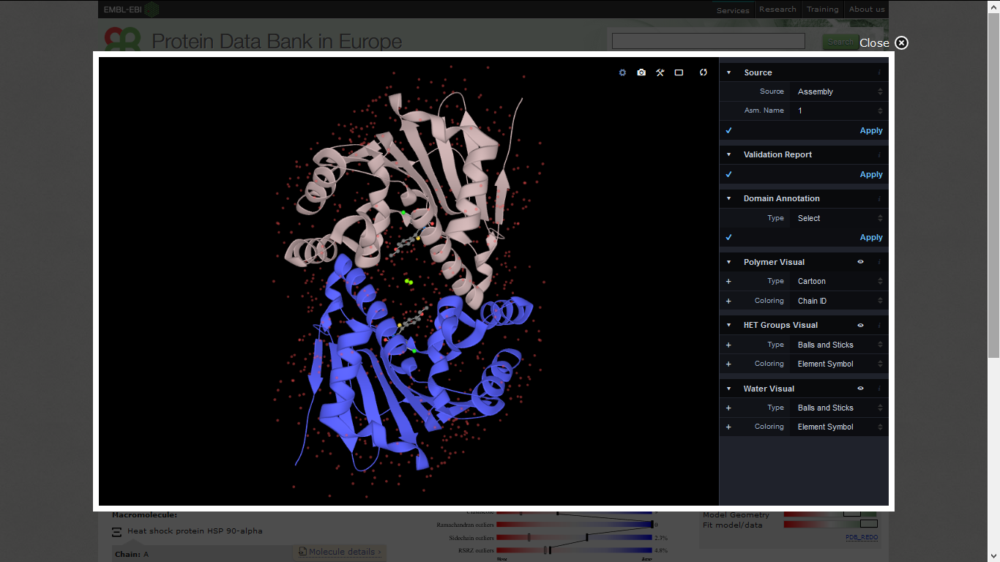 EMBL-EBI
Services Research Training About us
Protein Data Bank in Europe
Search
Close
Source
Source Assembly
Asm. Name 1
Apply
Validation Report
Apply
Domain Annotation
Type Select
Apply
Polymer Visual
+ Type Cartoon
+ Coloring Chain ID
HET Groups Visual
+ Type Balls and Sticks
+ Coloring Element Symbol
Water Visual
+ Type Balls and Sticks
+ Coloring Element Symbol
Macromolecule:
Heat shock protein HSP 90-alpha
Chain: A
Molecule details ›
Ramachandran outliers 0
Sidechain outliers 2.3%
RSRZ outliers 4.8%
Worse Better
Model Geometry
Fit model/data
PDB_REDO